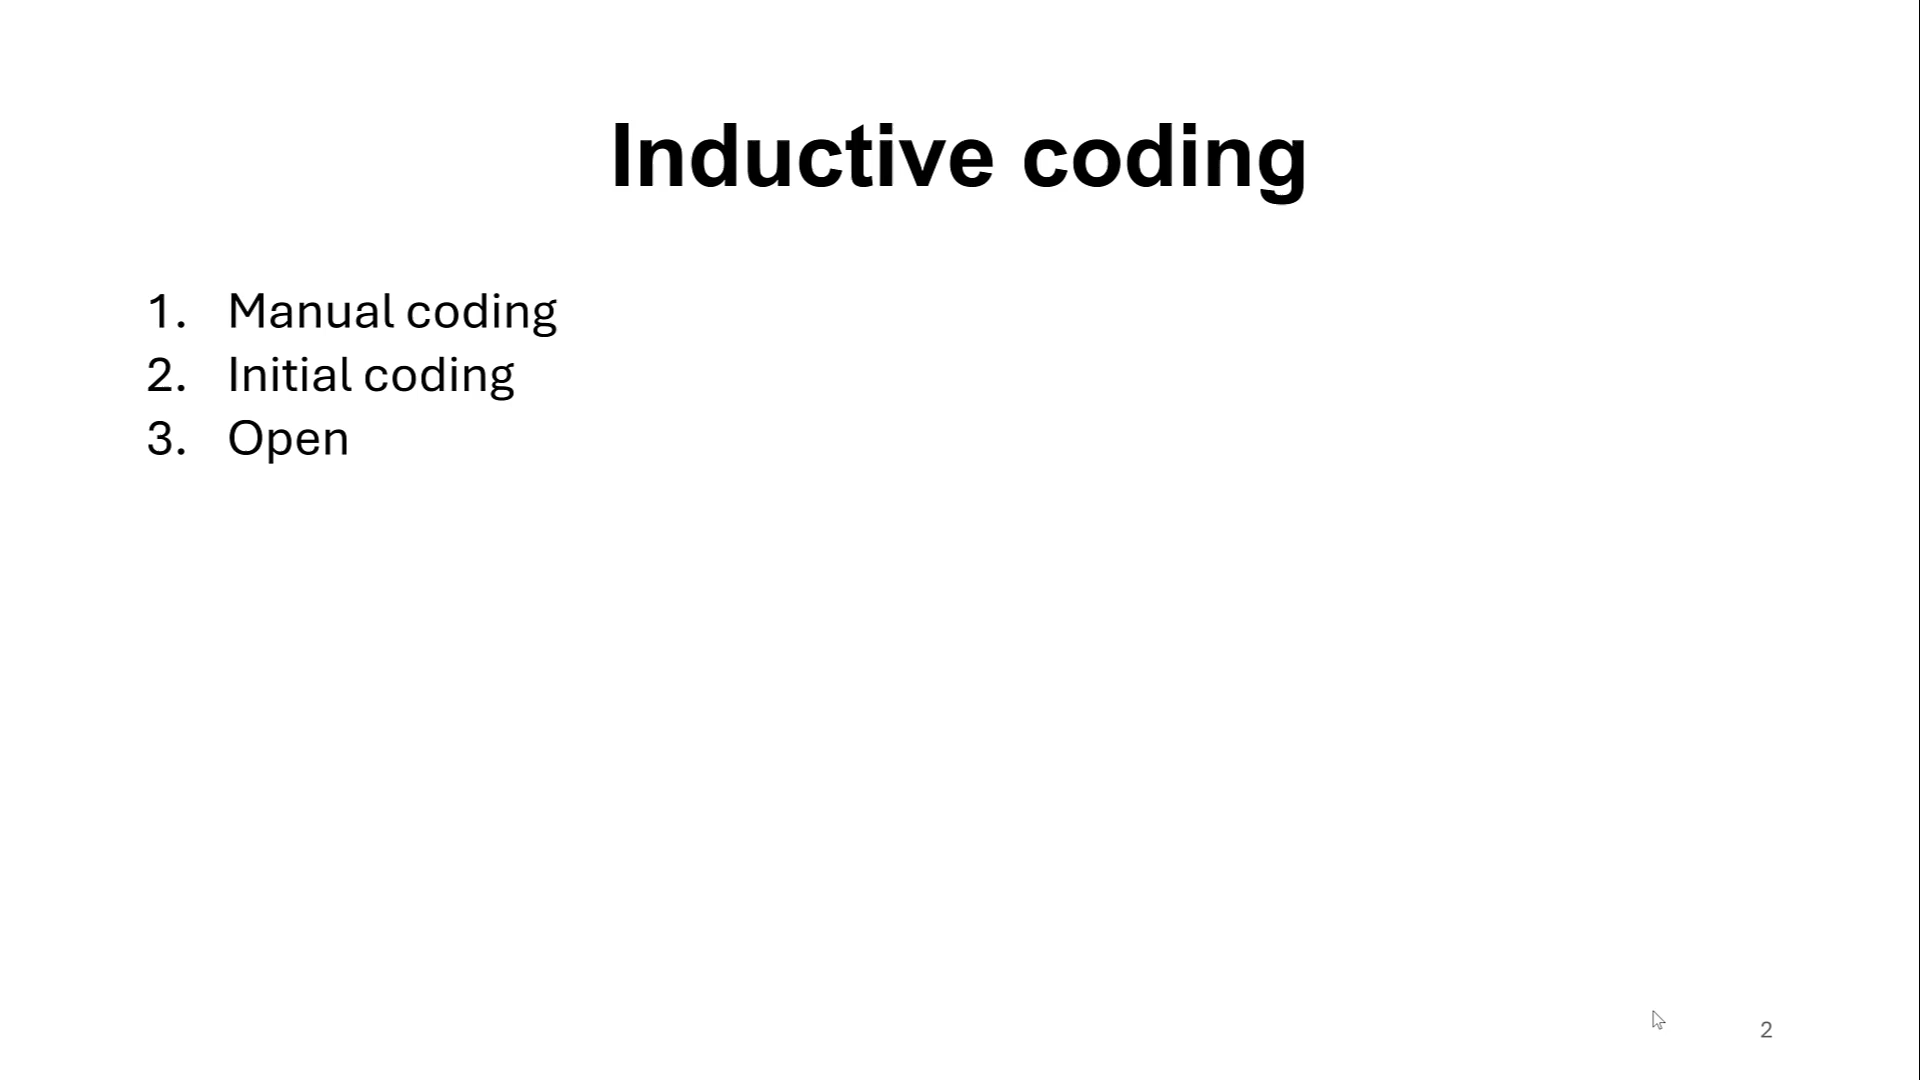 Inductive coding
1. Manual coding
2. Initial coding
3. Open
2